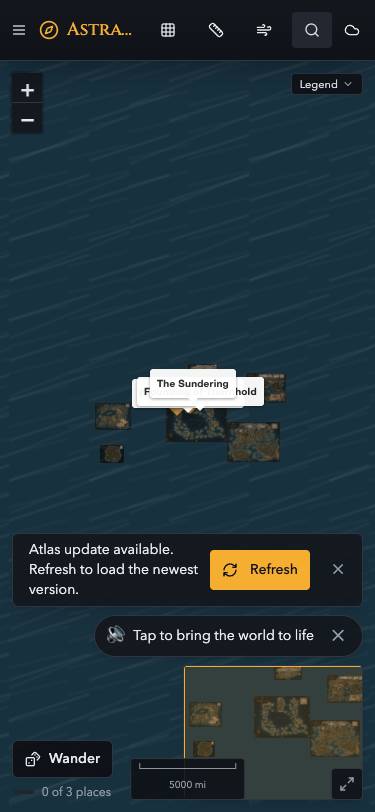 ASTRA...
+
Legend
−
The Sundering
hold
Atlas update available.
Refresh to load the newest
version.
Refresh
Tap to bring the world to life
Wander
0 of 3 places
5000 mi